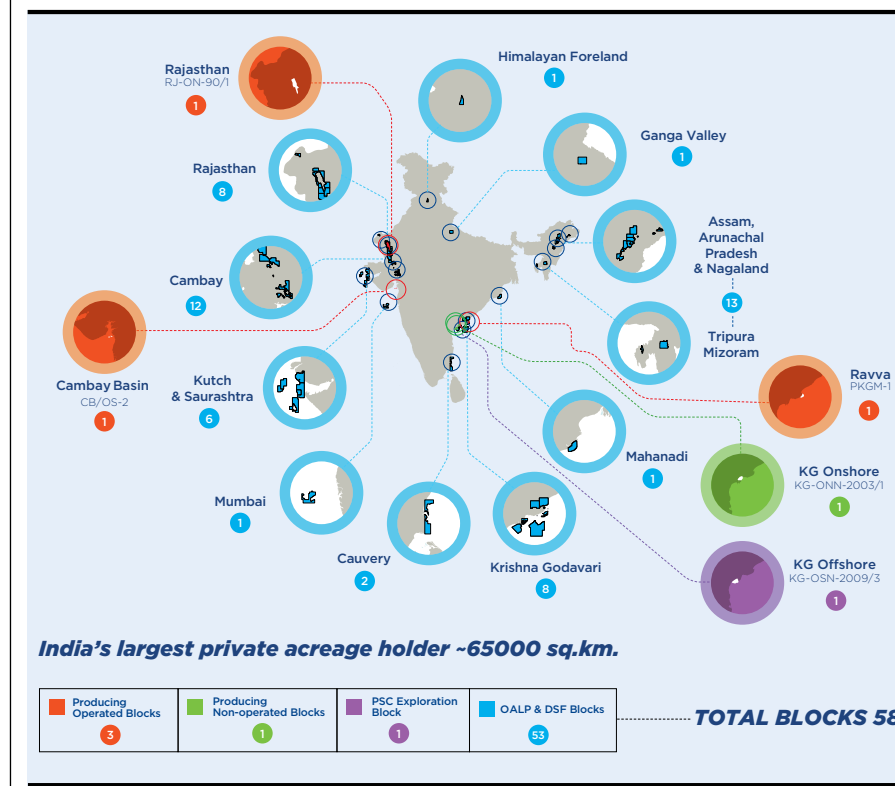 Rajasthan
RJ-ON-90/1
1
Himalayan Foreland
1
Ganga Valley
1
Rajasthan
8
Assam,
Arunachal
Pradesh
& Nagaland
13
Tripura
Mizoram
Cambay
12
Cambay Basin
CB/OS-2
1
Kutch
& Saurashtra
6
Ravva
PKGM-1
1
Mumbai
1
Mahanadi
1
KG Onshore
KG-ONN-2003/1
1
Cauvery
2
Krishna Godavari
8
KG Offshore
KG-OSN-2009/3
1
India's largest private acreage holder ~65000 sq.km.
Producing
Operated Blocks
3
Producing
Non-operated Blocks
1
PSC Exploration
Block
1
OALP & DSF Blocks
53
TOTAL BLOCKS 58